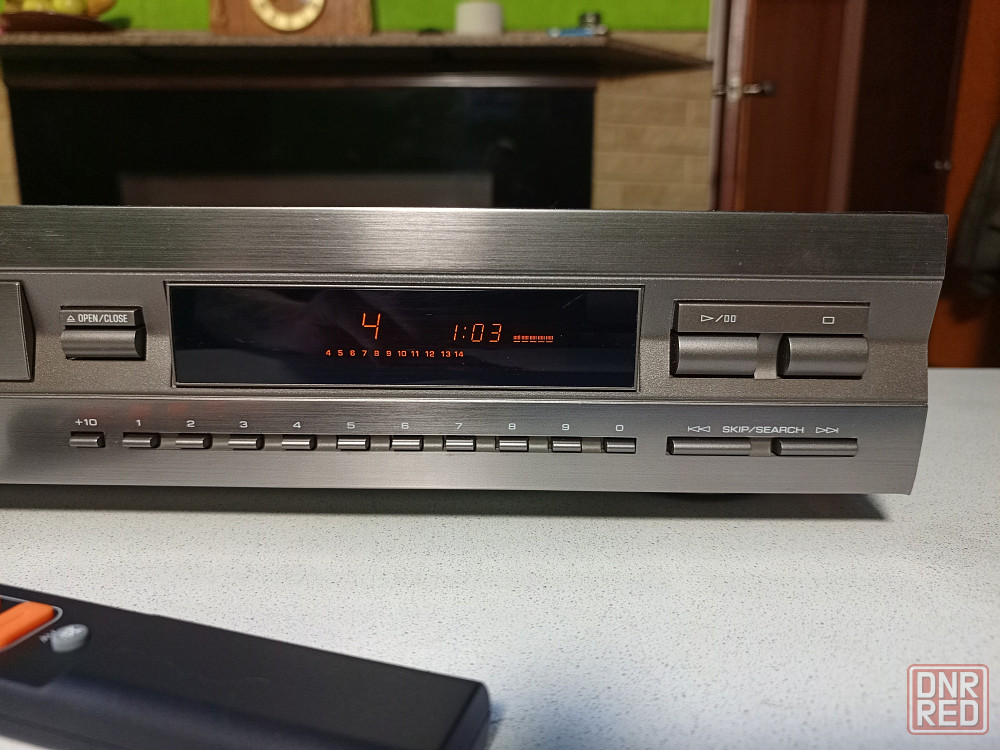 ≜ OPEN/CLOSE
▷/▯▯ □
4 1:03
4 5 6 7 8 9 10 11 12 13 14
+10 1 2 3 4 5 6 7 8 9 0
|◁◁ SKIP/SEARCH ▷▷|
DNR
RED